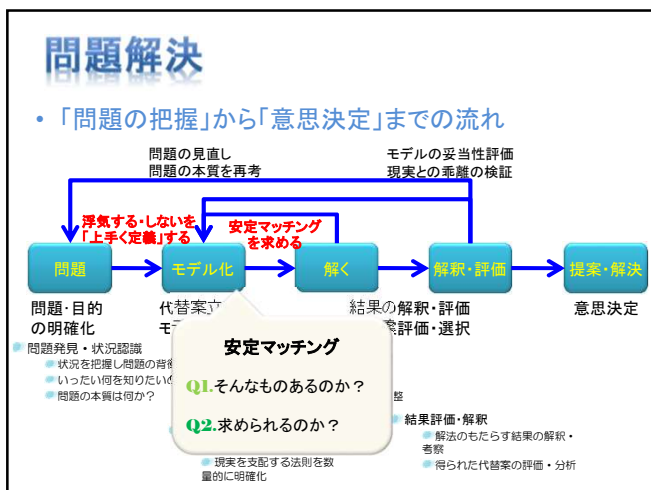 問題解決
・「問題の把握」から「意思決定」までの流れ
問題の見直し
問題の本質を再考
モデルの妥当性評価
現実との乖離の検証
浮気する・しないを
「上手く定義」する
安定マッチング
を求める
問題
モデル化
解く
解釈・評価
提案・解決
問題・目的
の明確化
代替案立
モ
結果の解釈・評価
案評価・選択
意思決定
問題発見・状況認識
状況を把握し問題の背
いったい何を知りたい
問題の本質は何か?
安定マッチング
Q1.そんなものあるのか?
Q2.求められるのか?
整
現実を支配する法則を数
量的に明確化
結果評価・解釈
解法のもたらす結果の解釈・
考察
得られた代替案の評価・分析